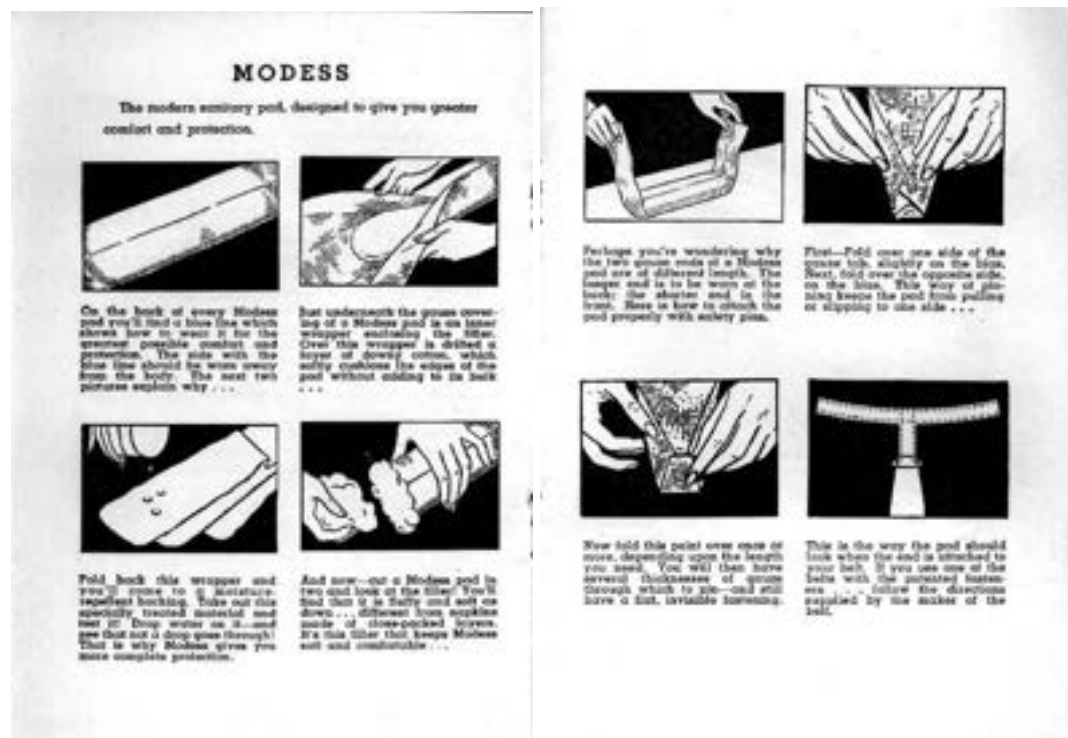 MODESS
The modern sanitary pad, designed to give you greater
comfort and protection.
On the back of every Modess
pad you'll find a blue line which
shows how to wear it for the
greatest possible comfort and
protection. The side with the
blue line should be worn away
from the body. The next two
pictures explain why . . .
Just underneath the gauze cover-
ing of a Modess pad is an inner
wrapper enclosing the filler.
Over this wrapper is drifted a
layer of downy cotton, which
softly cushions the edges of the
pad without adding to its bulk
. . .
Fold back this wrapper and
you'll come to a moisture-
repellent backing. Take out this
specially treated material and
test it! Drop water on it—and
see that not a drop goes through!
That is why Modess gives you
more complete protection.
And now—cut a Modess pad in
two and look at the filler! You'll
find that it is fluffy and soft as
down . . . different from napkins
made of close-packed layers.
It's this filler that keeps Modess
soft and comfortable . . .
Perhaps you're wondering why
the two gauze ends of a Modess
pad are of different length. The
longer end is to be worn at the
back; the shorter end in the
front. Here is how to attach the
pad properly with safety pins.
First—Fold over one side of the
gauze tab, slightly on the bias.
Next, fold over the opposite side,
on the bias. This way of pin-
ning keeps the pad from pulling
or slipping to one side . . .
Now fold this point over once or
more, depending upon the length
you need. You will then have
several thicknesses of gauze
through which to pin—and still
have a flat, invisible fastening.
This is the way the pad should
look when the end is attached to
your belt. If you use one of the
belts with the patented fasten-
ers . . . follow the directions
supplied by the maker of the
belt.